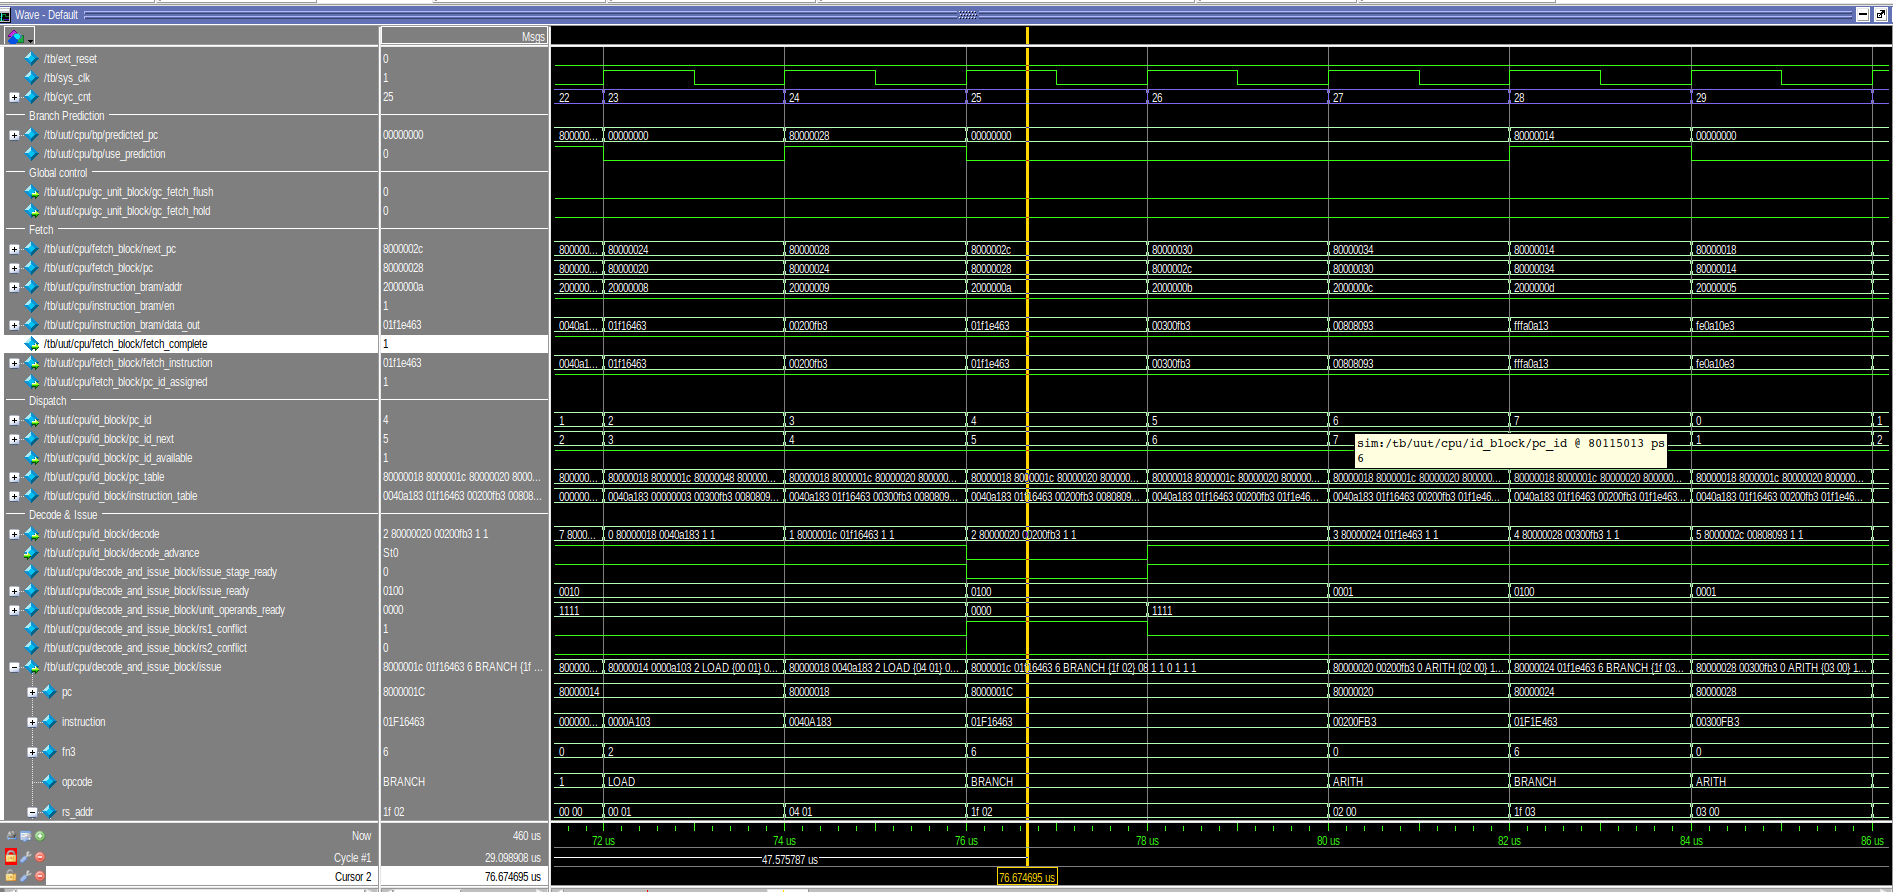 Wave - Default
Msgs
/tb/ext_reset 0
/tb/sys_clk 1
/tb/cyc_cnt 25 22 23 24 25 26 27 28 29
Branch Prediction
/tb/uut/cpu/bp/predicted_pc 00000000 800000... 00000000 80000028 00000000 80000014 00000000
/tb/uut/cpu/bp/use_prediction 0
Global control
/tb/uut/cpu/gc_unit_block/gc_fetch_flush 0
/tb/uut/cpu/gc_unit_block/gc_fetch_hold 0
Fetch
/tb/uut/cpu/fetch_block/next_pc 8000002c 800000... 80000024 80000028 8000002c 80000030 80000034 80000014 80000018
/tb/uut/cpu/fetch_block/pc 80000028 800000... 80000020 80000024 80000028 8000002c 80000030 80000034 80000014
/tb/uut/cpu/instruction_bram/addr 2000000a 200000... 20000008 20000009 2000000a 2000000b 2000000c 2000000d 20000005
/tb/uut/cpu/instruction_bram/en 1
/tb/uut/cpu/instruction_bram/data_out 01f1e463 0040a1... 01f16463 00200fb3 01f1e463 00300fb3 00808093 fffa0a13 fe0a10e3
/tb/uut/cpu/fetch_block/fetch_complete 1
/tb/uut/cpu/fetch_block/fetch_instruction 01f1e463 0040a1... 01f16463 00200fb3 01f1e463 00300fb3 00808093 fffa0a13 fe0a10e3
/tb/uut/cpu/fetch_block/pc_id_assigned 1
Dispatch
/tb/uut/cpu/id_block/pc_id 4 1 2 3 4 5 6 7 0 1
/tb/uut/cpu/id_block/pc_id_next 5 2 3 4 5 6 7 1 2
sim:/tb/uut/cpu/id_block/pc_id @ 80115013 ps
6
/tb/uut/cpu/id_block/pc_id_available 1
/tb/uut/cpu/id_block/pc_table 80000018 8000001c 80000020 8000... 800000... 80000018 8000001c 80000048 800000... 80000018 8000001c 80000020 800000... 80000018 8000001c 80000020 800000... 80000018 8000001c 80000020 800000... 80000018 8000001c 80000020 800000... 80000018 8000001c 80000020 800000... 80000018 8000001c 80000020 800000...
/tb/uut/cpu/id_block/instruction_table 0040a183 01f16463 00200fb3 00808... 000000... 0040a183 00000003 00300fb3 0080809... 0040a183 01f16463 00300fb3 0080809... 0040a183 01f16463 00200fb3 0080809... 0040a183 01f16463 00200fb3 01f1e46... 0040a183 01f16463 00200fb3 01f1e46... 0040a183 01f16463 00200fb3 01f1e463... 0040a183 01f16463 00200fb3 01f1e46...
Decode & Issue
/tb/uut/cpu/id_block/decode 2 80000020 00200fb3 1 1 7 8000... 0 80000018 0040a183 1 1 1 8000001c 01f16463 1 1 2 80000020 00200fb3 1 1 3 80000024 01f1e463 1 1 4 80000028 00300fb3 1 1 5 8000002c 00808093 1 1
/tb/uut/cpu/id_block/decode_advance St0
/tb/uut/cpu/decode_and_issue_block/issue_stage_ready 0
/tb/uut/cpu/decode_and_issue_block/issue_ready 0100 0010 0100 0001 0100 0001
/tb/uut/cpu/decode_and_issue_block/unit_operands_ready 0000 1111 0000 1111
/tb/uut/cpu/decode_and_issue_block/rs1_conflict 1
/tb/uut/cpu/decode_and_issue_block/rs2_conflict 0
/tb/uut/cpu/decode_and_issue_block/issue 8000001c 01f16463 6 BRANCH {1f ... 800000... 80000014 0000a103 2 LOAD {00 01} 0... 80000018 0040a183 2 LOAD {04 01} 0... 8000001c 01f16463 6 BRANCH {1f 02} 08 1 1 0 1 1 1 80000020 00200fb3 0 ARITH {02 00} 1... 80000024 01f1e463 6 BRANCH {1f 03... 80000028 00300fb3 0 ARITH {03 00} 1...
pc 8000001C 80000014 80000018 8000001C 80000020 80000024 80000028
instruction 01F16463 000000... 0000A103 0040A183 01F16463 00200FB3 01F1E463 00300FB3
fn3 6 0 2 6 0 6 0
opcode BRANCH 1 LOAD BRANCH ARITH BRANCH ARITH
rs_addr 1f 02 00 00 00 01 04 01 1f 02 02 00 1f 03 03 00
Now 460 us 72 us 74 us 76 us 78 us 80 us 82 us 84 us 86 us
Cycle #1 29.098908 us 47.575787 us
Cursor 2 76.674695 us 76.674695 us